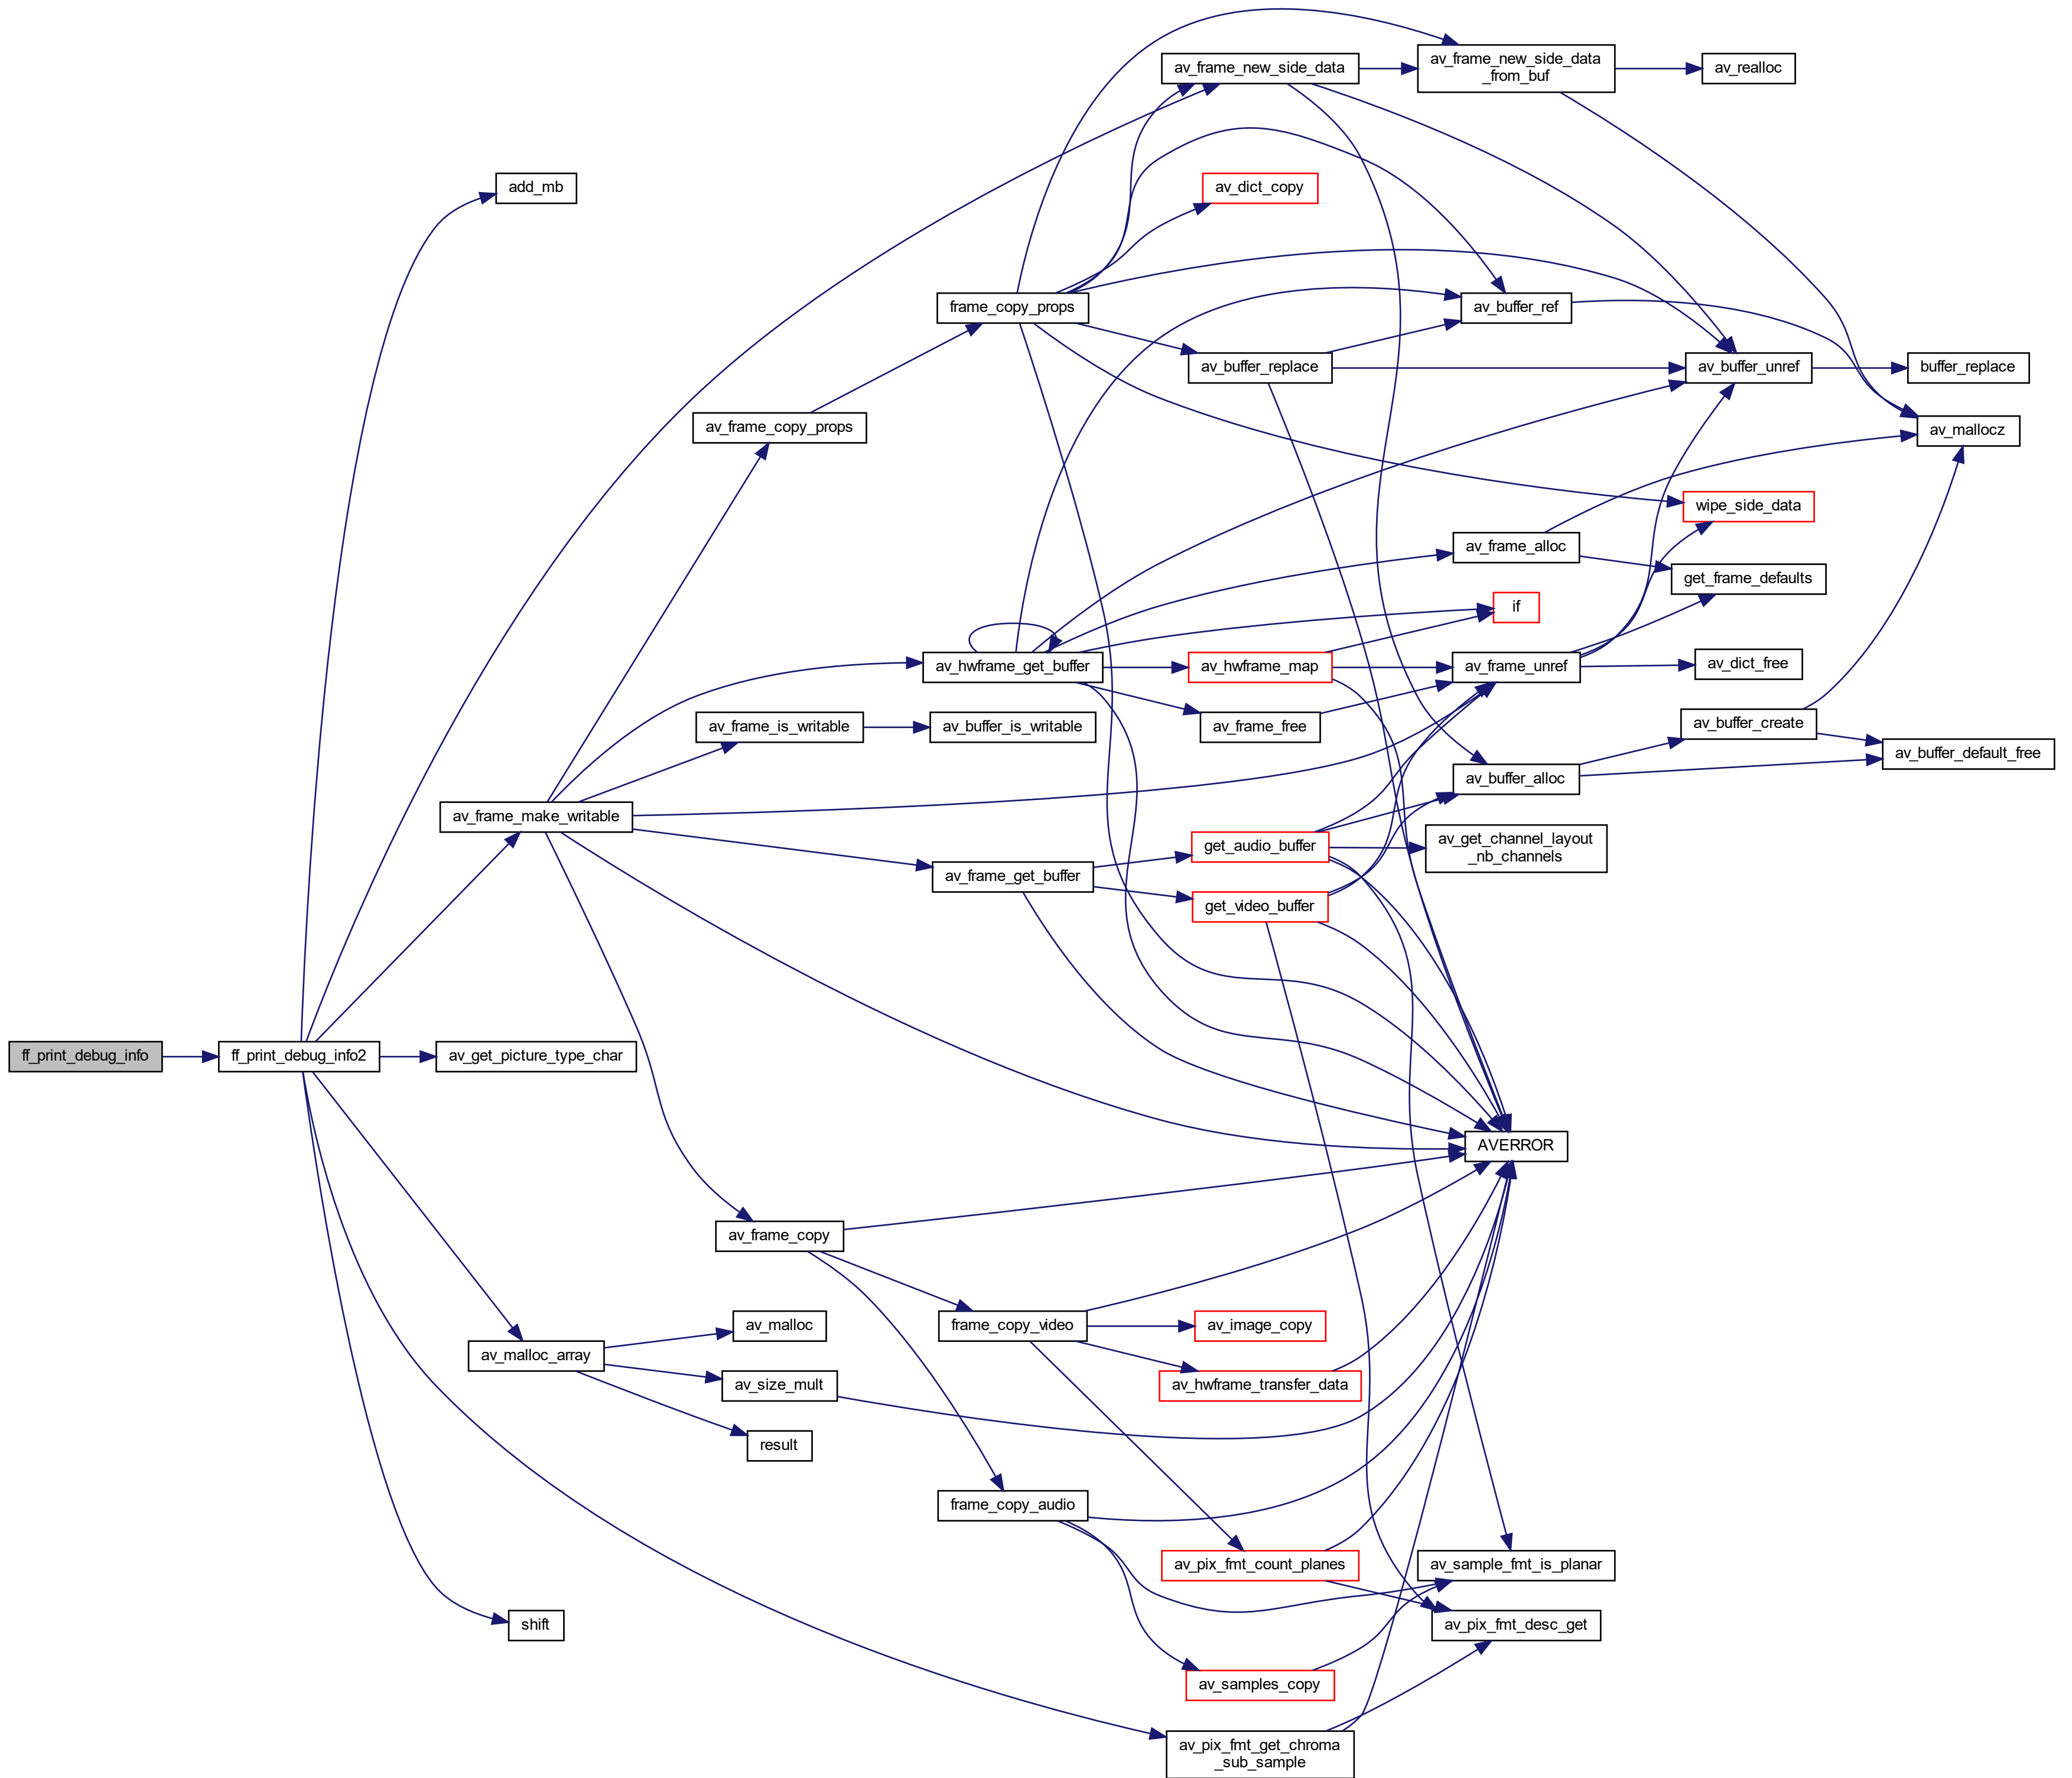 ff_print_debug_info
ff_print_debug_info2
add_mb
av_frame_make_writable
av_get_picture_type_char
av_malloc_array
shift
av_frame_copy_props
av_frame_is_writable
av_frame_copy
av_malloc
av_size_mult
result
frame_copy_props
av_hwframe_get_buffer
av_buffer_is_writable
av_frame_get_buffer
frame_copy_video
frame_copy_audio
av_frame_new_side_data
av_dict_copy
av_buffer_replace
av_hwframe_map
av_frame_free
get_audio_buffer
get_video_buffer
av_image_copy
av_hwframe_transfer_data
av_pix_fmt_count_planes
av_samples_copy
av_pix_fmt_get_chroma
_sub_sample
av_frame_new_side_data
_from_buf
av_buffer_ref
av_frame_alloc
if
av_frame_unref
av_buffer_alloc
av_get_channel_layout
_nb_channels
AVERROR
av_sample_fmt_is_planar
av_pix_fmt_desc_get
av_realloc
av_buffer_unref
wipe_side_data
get_frame_defaults
av_dict_free
av_buffer_create
buffer_replace
av_mallocz
av_buffer_default_free